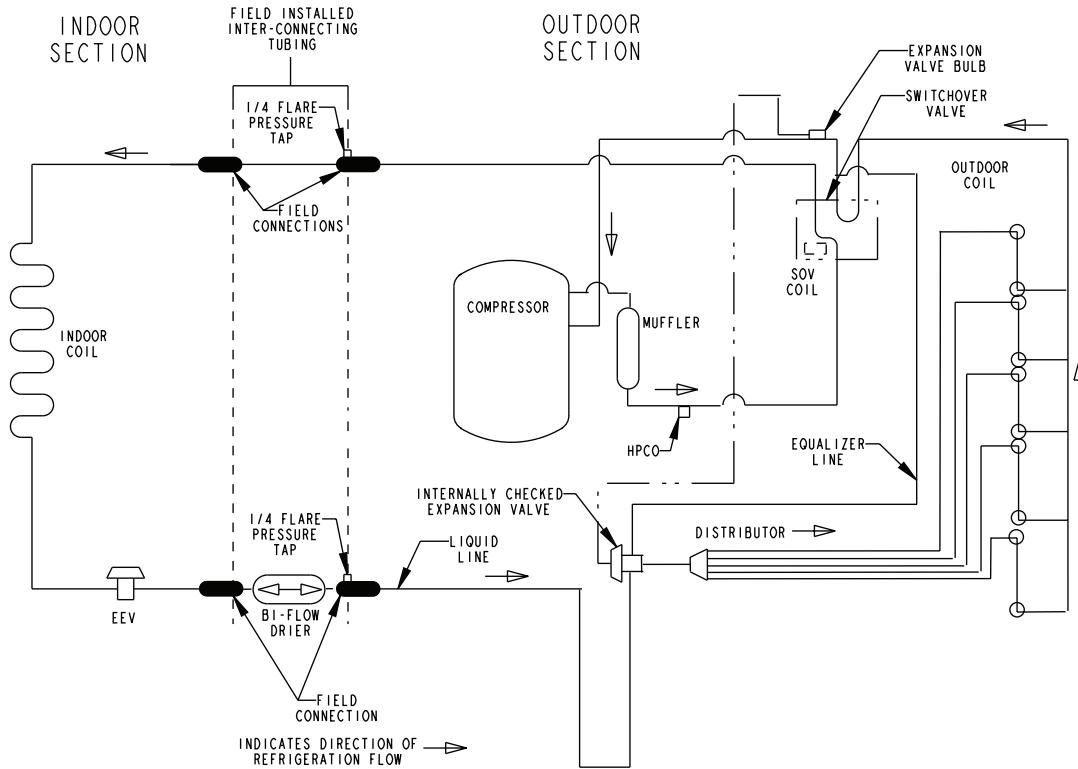 INDOOR
SECTION
FIELD INSTALLED
INTER-CONNECTING
TUBING
OUTDOOR
SECTION
EXPANSION
VALVE BULB
SWITCHOVER
VALVE
1/4 FLARE
PRESSURE
TAP
OUTDOOR
COIL
FIELD
CONNECTIONS
SOV
COIL
COMPRESSOR
MUFFLER
INDOOR
COIL
HPCO
EQUALIZER
LINE
INTERNALLY CHECKED
EXPANSION VALVE
1/4 FLARE
PRESSURE
TAP
LIQUID
LINE
DISTRIBUTOR
EEV
BI-FLOW
DRIER
FIELD
CONNECTION
INDICATES DIRECTION OF
REFRIGERATION FLOW